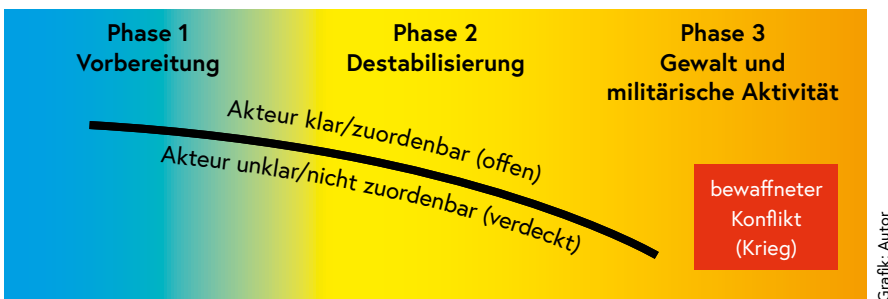 Phase 1
Vorbereitung
Phase 2
Destabilisierung
Phase 3
Gewalt und
militärische Aktivität
Akteur klar/zuordenbar (offen)
Akteur unklar/nicht zuordenbar (verdeckt)
bewaffneter
Konflikt
(Krieg)
Grafik: Autor